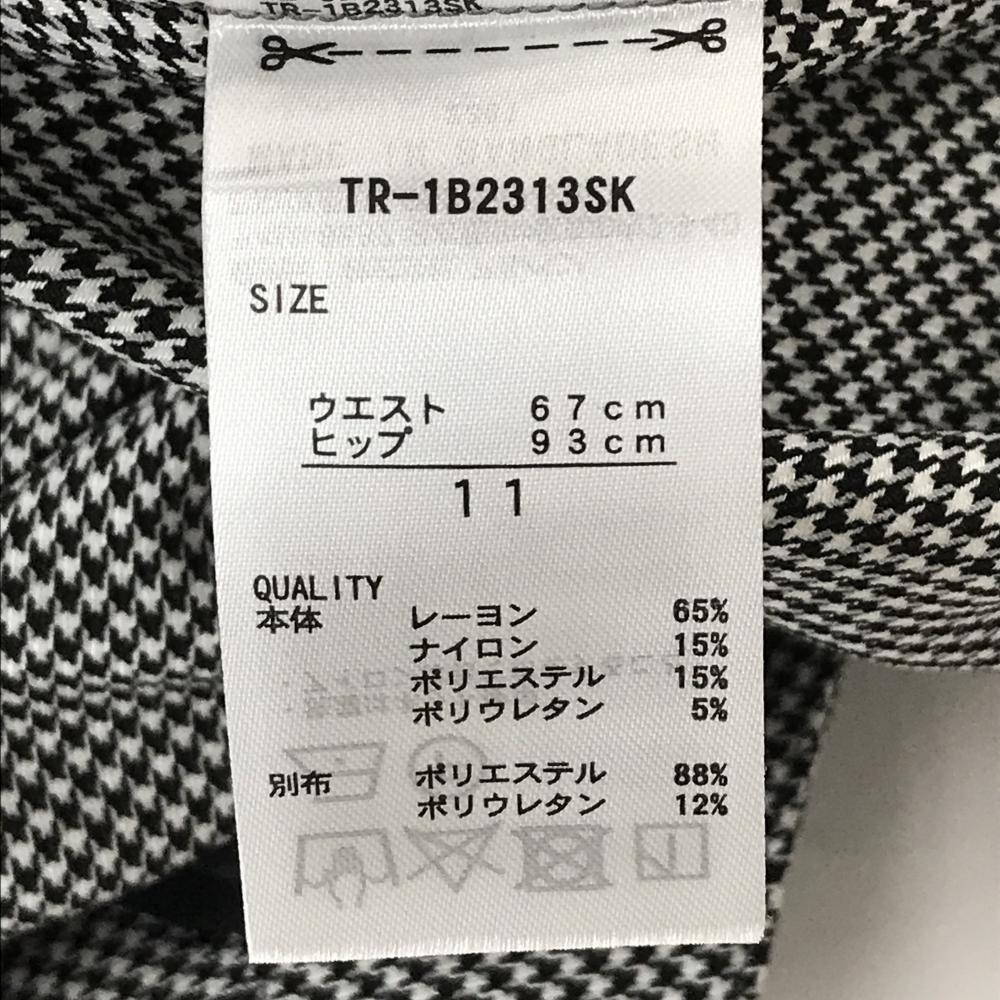 TR-1B2313SK
TR-1B2313SK
SIZE
ウエスト 67cm
ヒップ 93cm
11
QUALITY
本体 レーヨン 65%
ナイロン 15%
ポリエステル 15%
ポリウレタン 5%
別布 ポリエステル 88%
ポリウレタン 12%